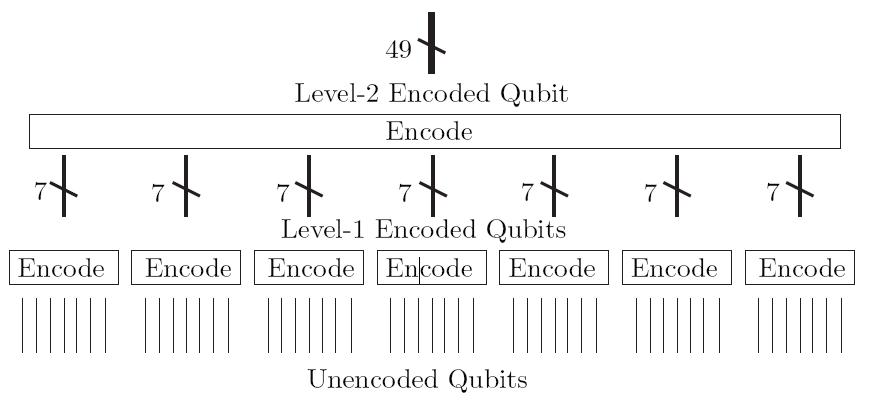 49
Level-2 Encoded Qubit
Encode
7 7 7 7 7 7 7
Level-1 Encoded Qubits
Encode Encode Encode Encode Encode Encode Encode
Unencoded Qubits